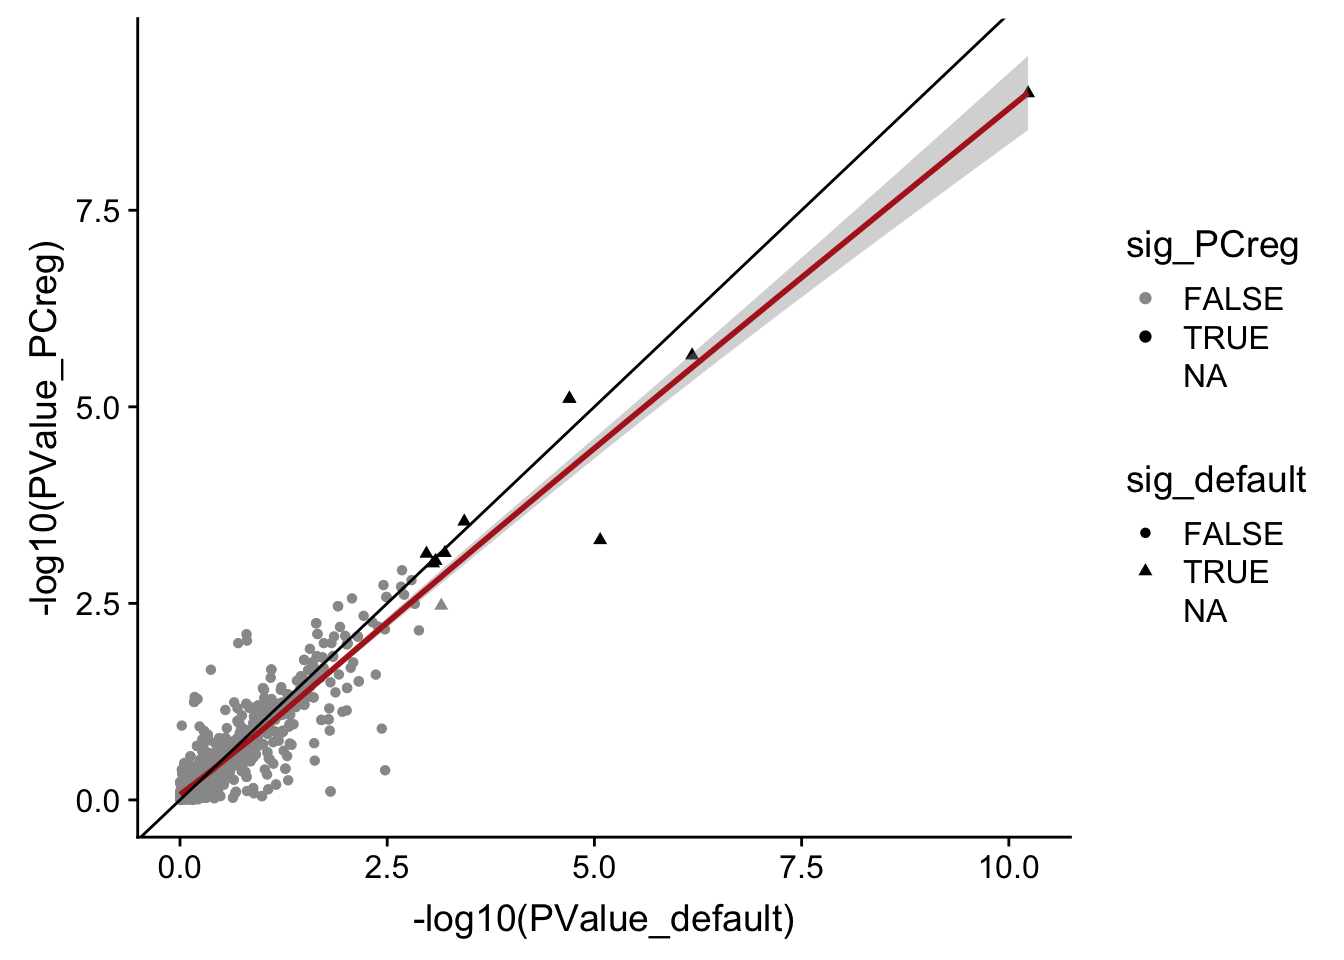 -log10(PValue_PCreg)
7.5
5.0
2.5
0.0
0.0 2.5 5.0 7.5 10.0
-log10(PValue_default)
sig_PCreg
FALSE
TRUE
NA
sig_default
FALSE
TRUE
NA